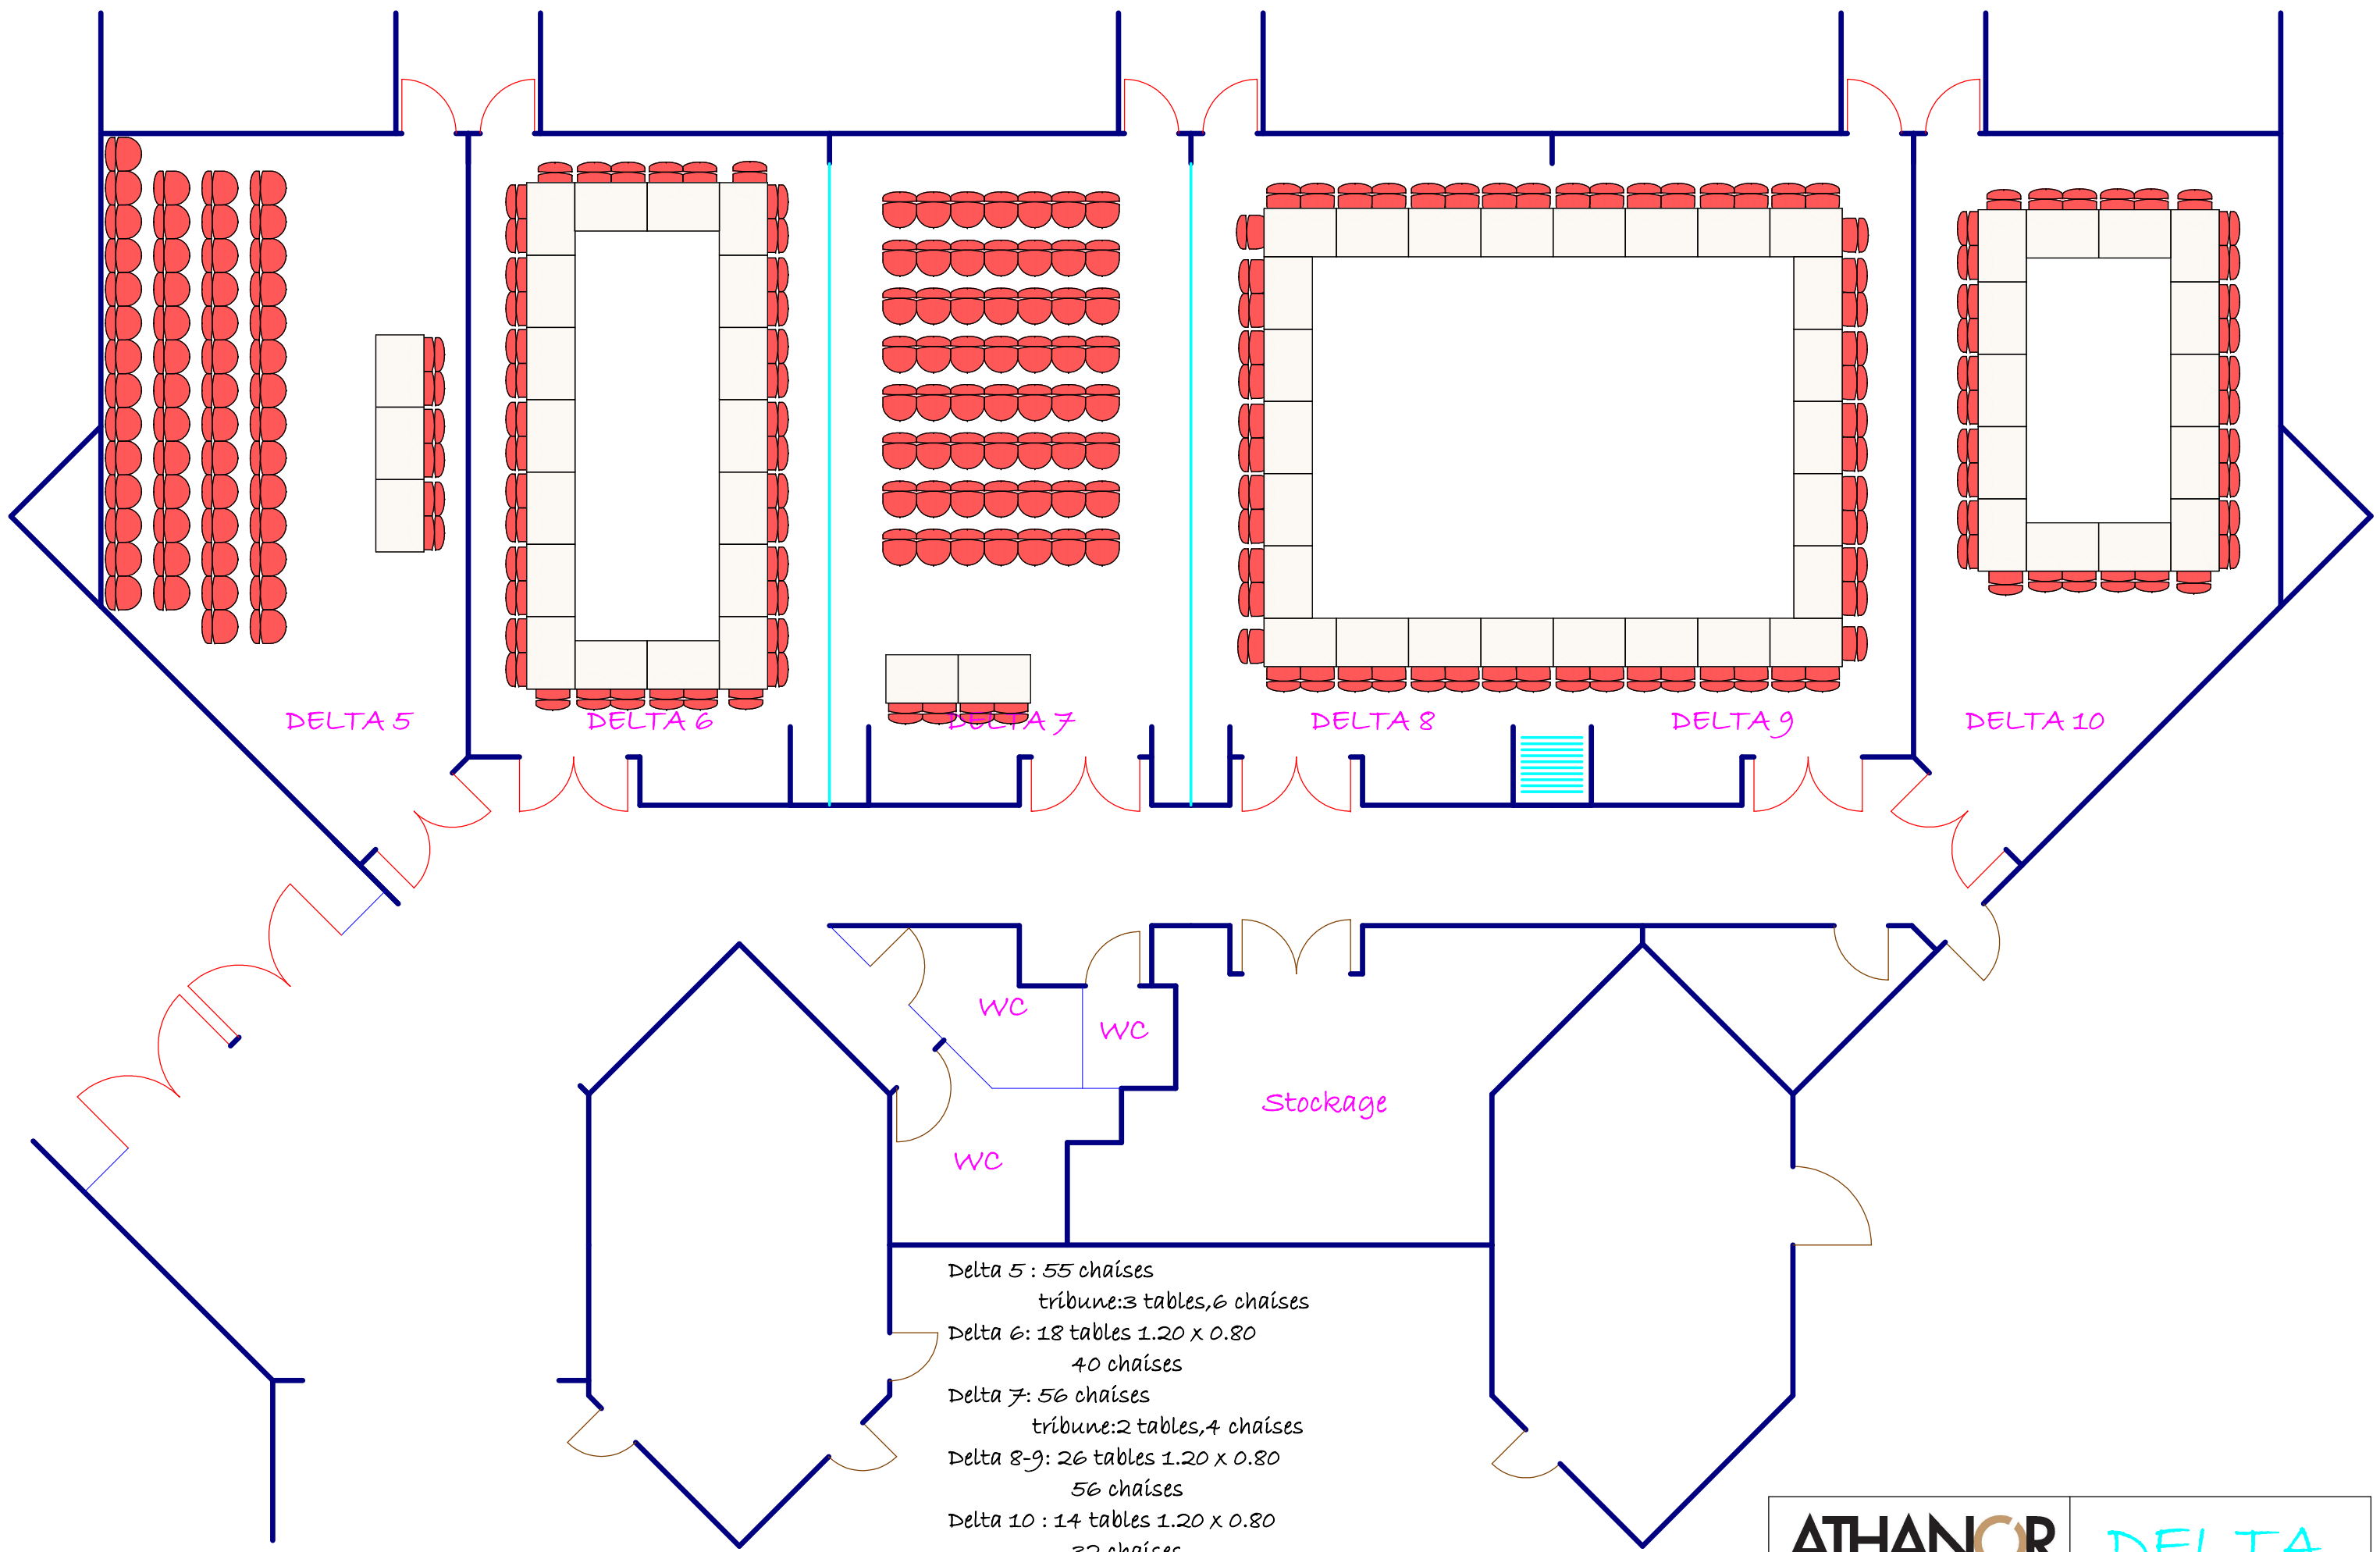 DELTA 5
DELTA 6
DELTA 7
DELTA 8
DELTA 9
DELTA 10
WC
WC
Stockage
WC
Delta 5 : 55 chaises
tribune:3 tables,6 chaises
Delta 6: 18 tables 1.20 x 0.80
40 chaises
Delta 7: 56 chaises
tribune:2 tables,4 chaises
Delta 8-9: 26 tables 1.20 x 0.80
56 chaises
Delta 10 : 14 tables 1.20 x 0.80
32 chaises
ATHANOR
DELTA